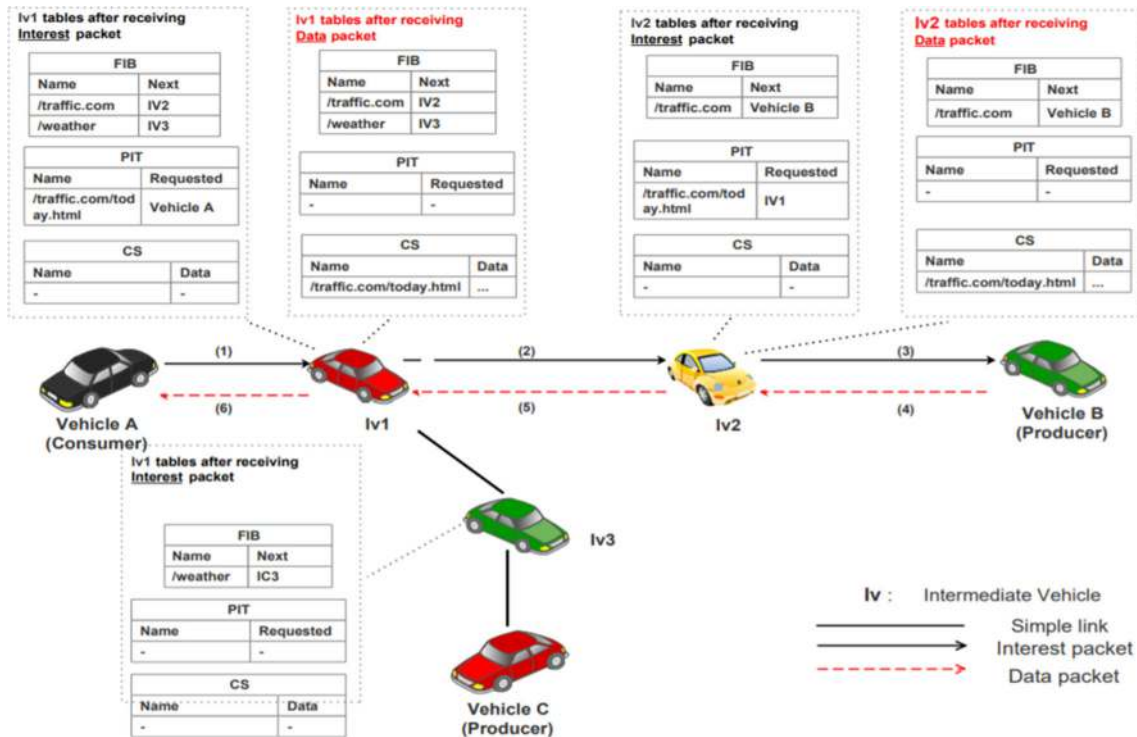 Iv1 tables after receiving
Interest packet
FIB
Name Next
/traffic.com IV2
/weather IV3
PIT
Name Requested
/traffic.com/tod
ay.html Vehicle A
CS
Name Data
- -
Iv1 tables after receiving
Data packet
FIB
Name Next
/traffic.com IV2
/weather IV3
PIT
Name Requested
- -
CS
Name Data
/traffic.com/today.html ...
Iv2 tables after receiving
Interest packet
FIB
Name Next
/traffic.com Vehicle B
PIT
Name Requested
/traffic.com/tod
ay.html IV1
CS
Name Data
- -
Iv2 tables after receiving
Data packet
FIB
Name Next
/traffic.com Vehicle B
PIT
Name Requested
- -
CS
Name Data
/traffic.com/today.html ...
(1)
(2)
(3)
(6)
(5)
(4)
Vehicle A
(Consumer)
Iv1
Iv2
Vehicle B
(Producer)
Iv1 tables after receiving
Interest packet
FIB
Name Next
/weather IC3
PIT
Name Requested
- -
CS
Name Data
- -
Iv3
Vehicle C
(Producer)
Iv : Intermediate Vehicle
Simple link
Interest packet
Data packet